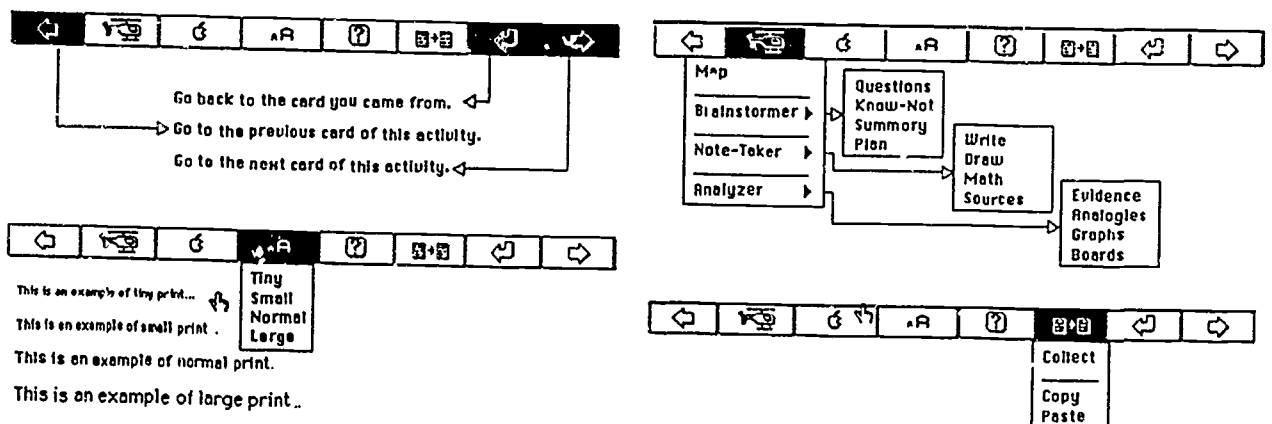 AA
?
Go back to the card you came from.
Go to the previous card of this activity.
Go to the next card of this activity.
AA
?
Tiny
Small
Normal
Large
This is an example of tiny print...
This is an example of small print .
This is an example of normal print.
This is an example of large print..
AA
?
Map
Brainstormer
Note-Taker
Analyzer
Questions
Know-Not
Summary
Plan
Write
Draw
Math
Sources
Evidence
Analogies
Graphs
Boards
AA
?
Collect
Copy
Paste